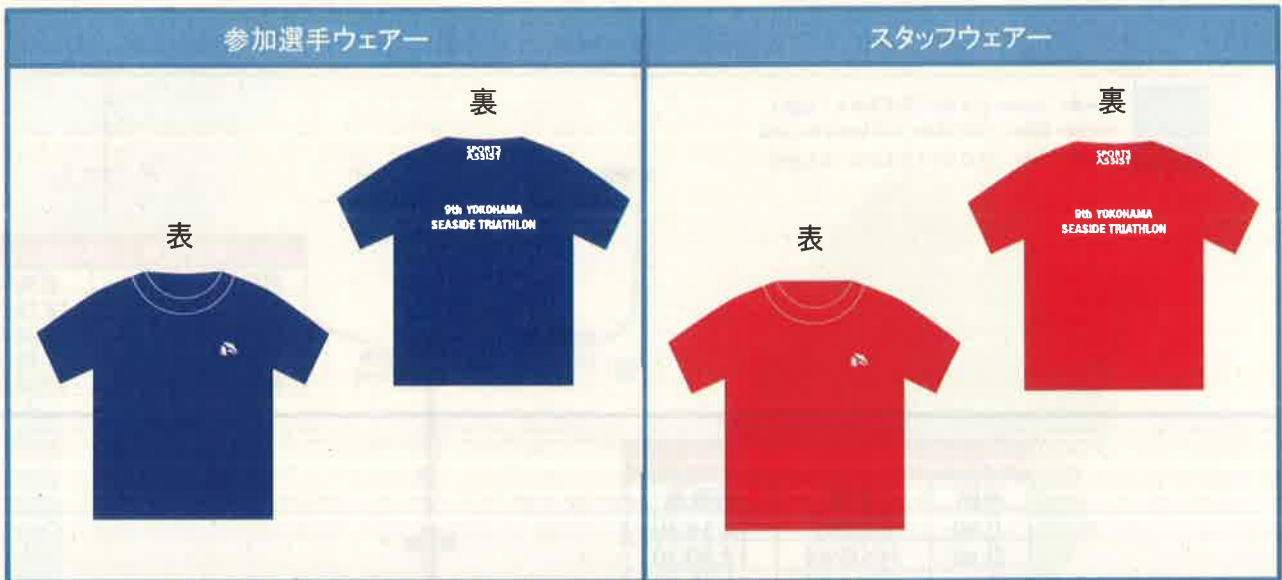 参加選手ウェアー
スタッフウェアー
裏
SPORTS
ASSIST
9th YOKOHAMA
SEASIDE TRIATHLON
表
裏
SPORTS
ASSIST
9th YOKOHAMA
SEASIDE TRIATHLON
表